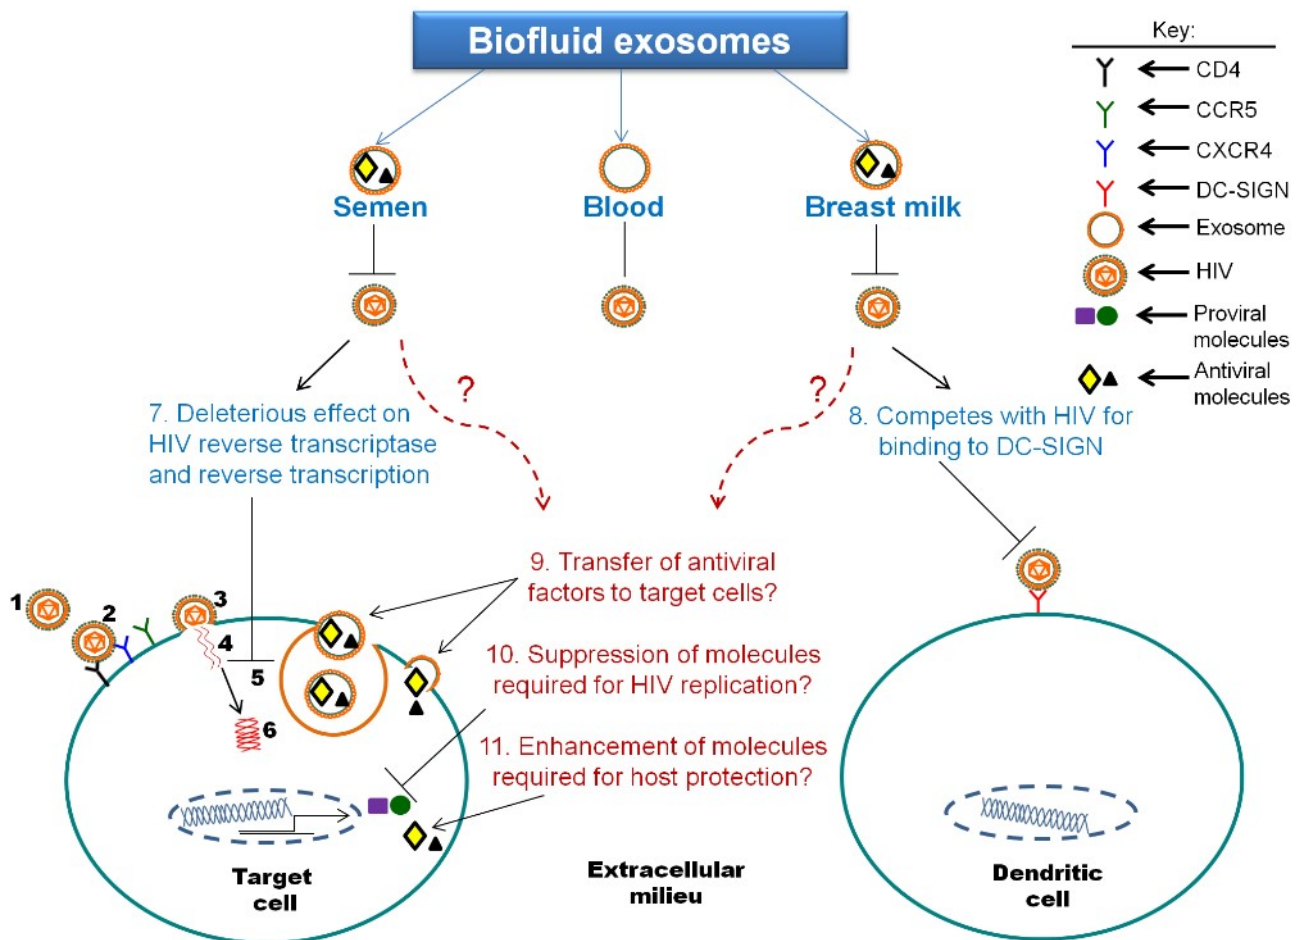 Biofluid exosomes
Key:
CD4
CCR5
CXCR4
DC-SIGN
Exosome
HIV
Proviral
molecules
Antiviral
molecules
Semen
Blood
Breast milk
?
?
7. Deleterious effect on
HIV reverse transcriptase
and reverse transcription
8. Competes with HIV for
binding to DC-SIGN
9. Transfer of antiviral
factors to target cells?
10. Suppression of molecules
required for HIV replication?
11. Enhancement of molecules
required for host protection?
1
2
3
4
5
6
Target
cell
Extracellular
milieu
Dendritic
cell